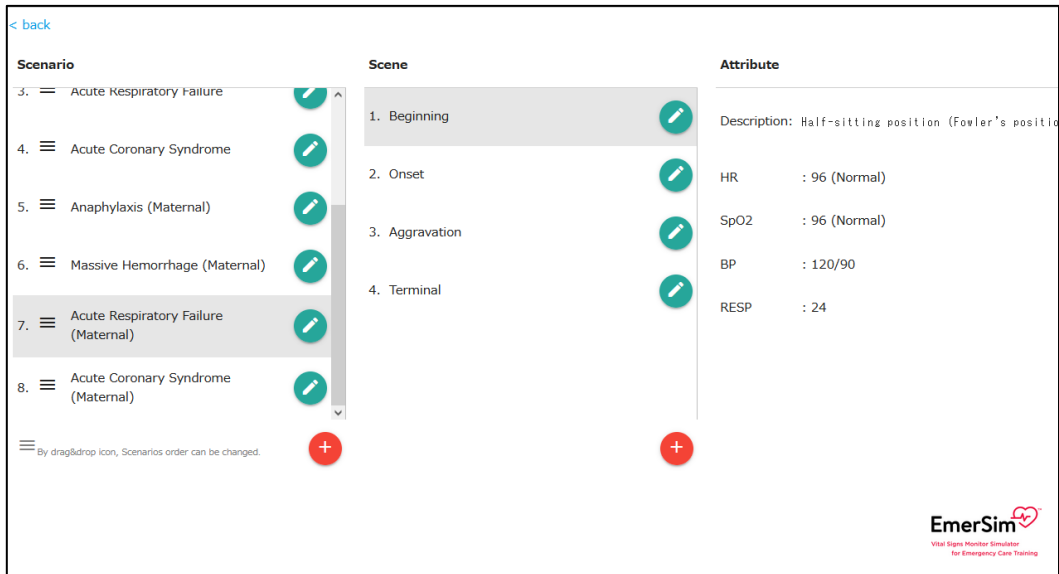 < back
Scenario
3. Acute Respiratory Failure
4. Acute Coronary Syndrome
5. Anaphylaxis (Maternal)
6. Massive Hemorrhage (Maternal)
7. Acute Respiratory Failure
(Maternal)
8. Acute Coronary Syndrome
(Maternal)
By drag&drop icon, Scenarios order can be changed.
+
Scene
1. Beginning
2. Onset
3. Aggravation
4. Terminal
+
Attribute
Description: Half-sitting position (Fowler's positio
HR : 96 (Normal)
SpO2 : 96 (Normal)
BP : 120/90
RESP : 24
EmerSim™
Vital Signs Monitor Simulator
for Emergency Care Training